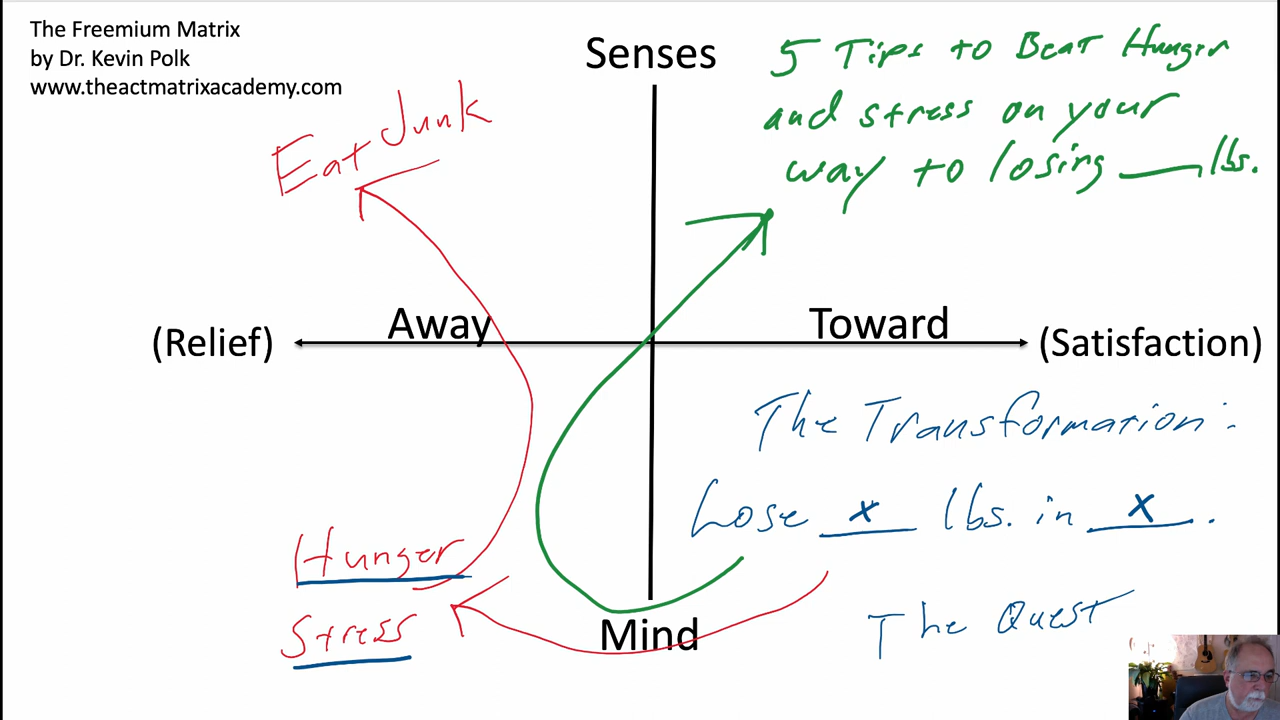 The Freemium Matrix
by Dr. Kevin Polk
www.theactmatrixacademy.com
Senses
5 Tips to Beat Hunger
and stress on your
way to losing ___ lbs.
Eat Junk
Away
Toward
(Relief)
(Satisfaction)
The Transformation:
Lose x lbs. in x.
Hunger
Stress
Mind
The Quest